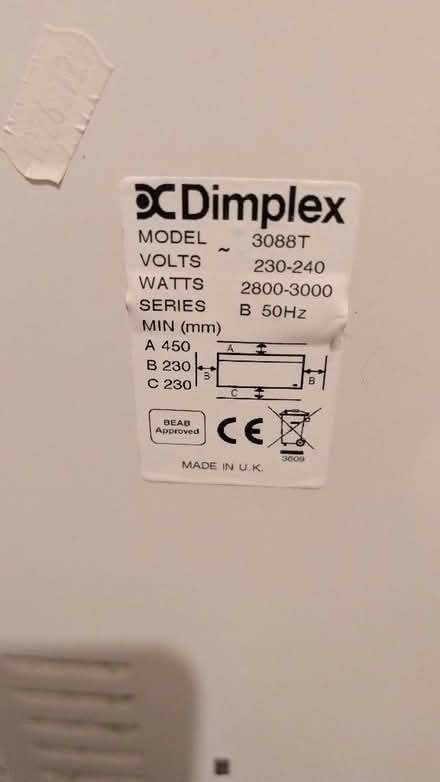 Dimplex
MODEL ~ 3088T
VOLTS 230-240
WATTS 2800-3000
SERIES B 50Hz
MIN (mm)
A 450
B 230
C 230
A
B B
C
BEAB
Approved
CE
3609
MADE IN U.K.